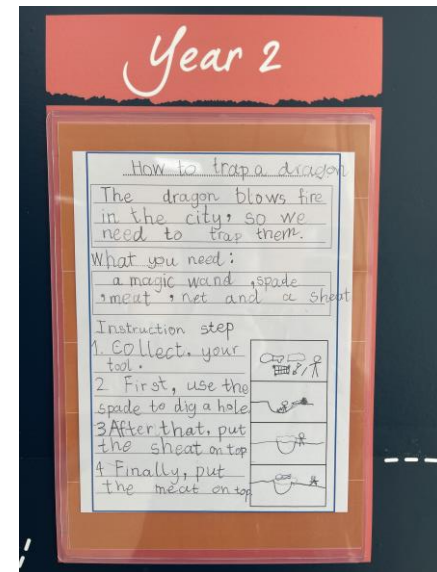 Year 2
How to trap a dragon
The dragon blows fire
in the city, so we
need to trap them.
What you need:
a magic wand ,spade
,meat ,net and a sheat
Instruction step
1. Collect. your
tool.
2 First, use the
spade to dig a hole
3 After that. put
the sheat on top
4 Finally, put
the meat on top